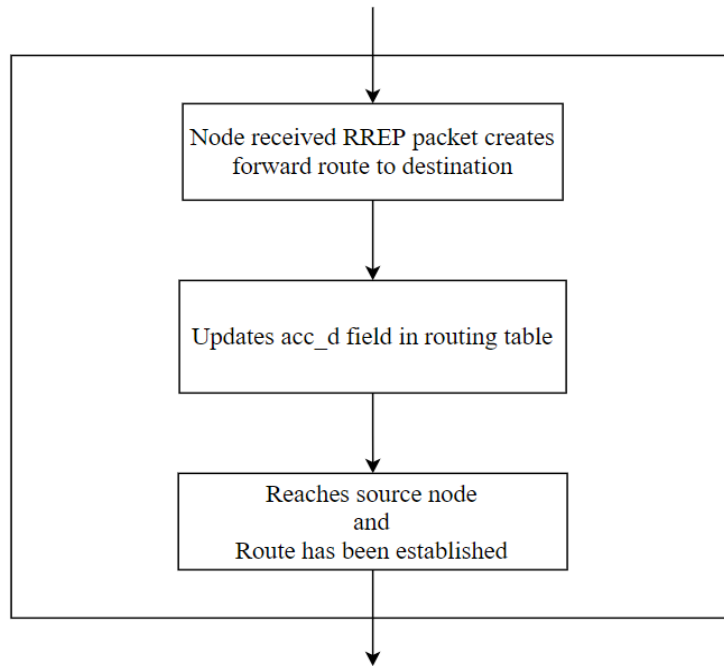 Node received RREP packet creates
forward route to destination
Updates acc_d field in routing table
Reaches source node
and
Route has been established